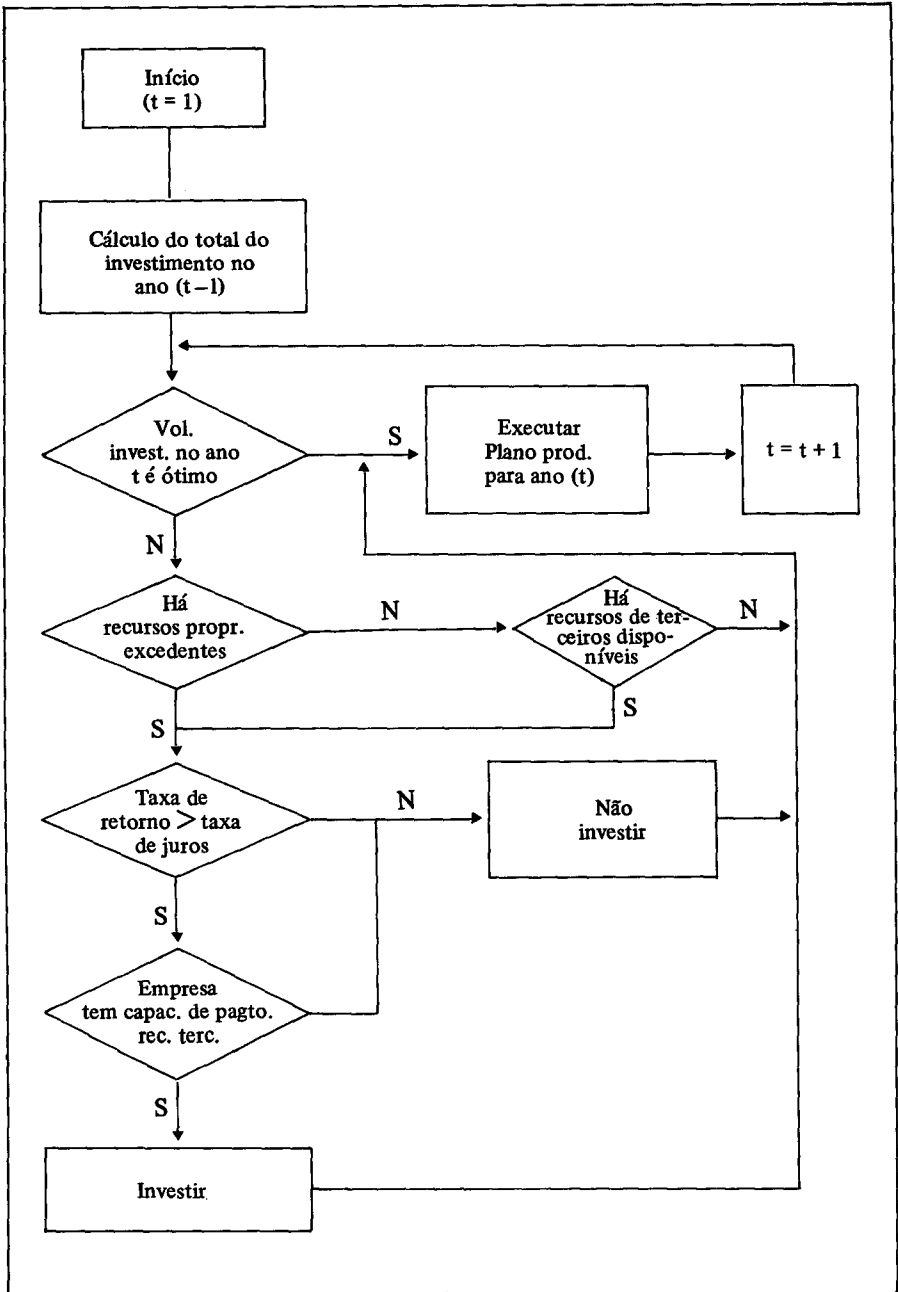 Início
(t = 1)
Cálculo do total do
investimento no
ano (t–1)
Vol.
invest. no ano
t é ótimo
S
Executar
Plano prod.
para ano (t)
t = t + 1
N
Há
recursos propr.
excedentes
N
Há
recursos de ter-
ceiros dispo-
níveis
N
S
S
Taxa de
retorno > taxa
de juros
N
Não
investir
S
Empresa
tem capac. de pagto.
rec. terc.
S
Investir